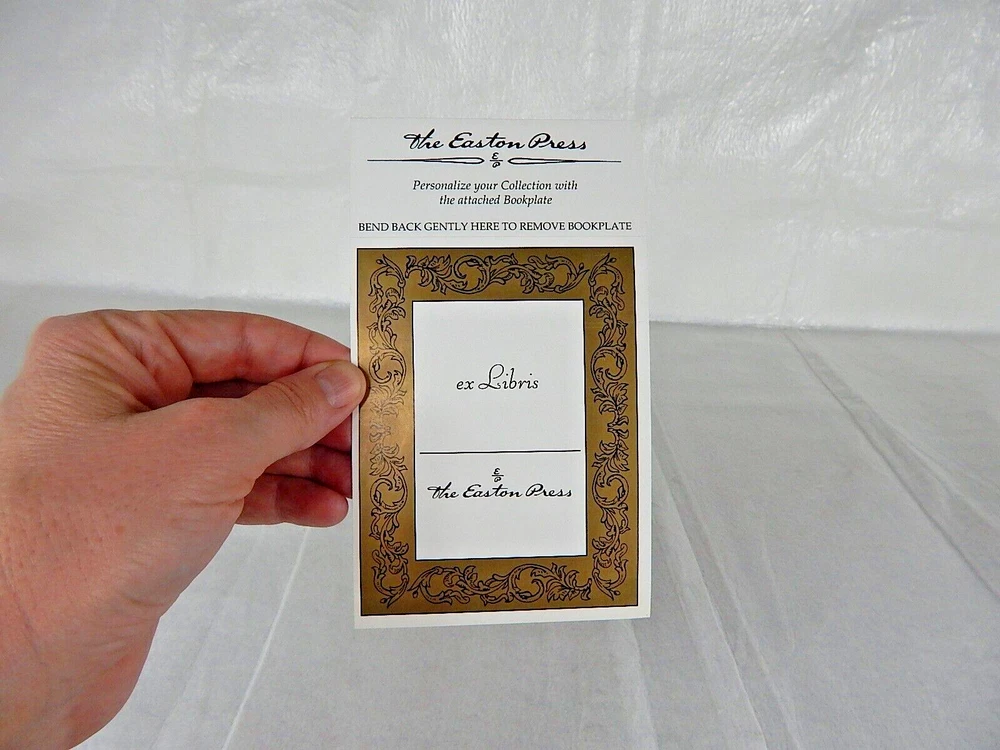 The Easton Press
E
P
Personalize your Collection with
the attached Bookplate
BEND BACK GENTLY HERE TO REMOVE BOOKPLATE
ex Libris
E
P
The Easton Press